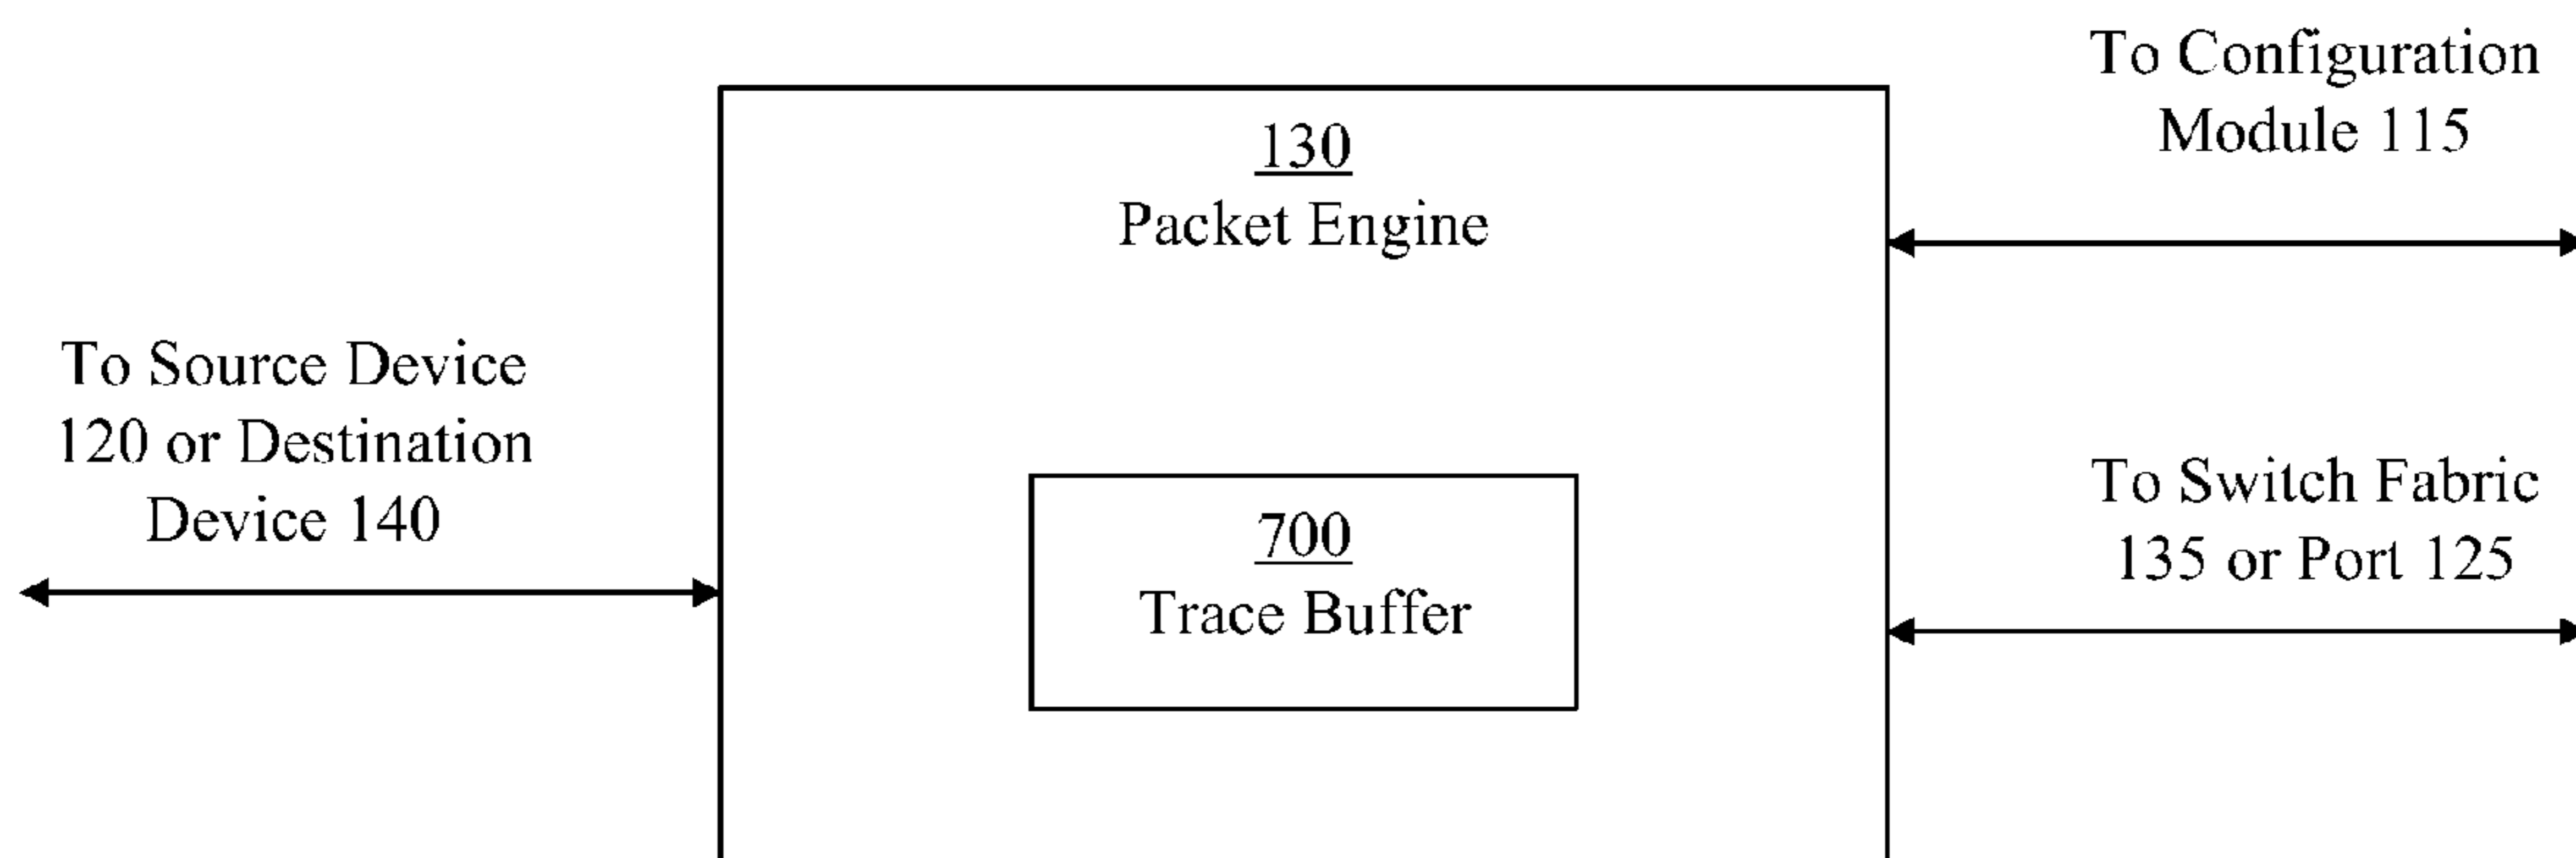 To Configuration
Module 115
130
Packet Engine
To Source Device
120 or Destination
Device 140
To Switch Fabric
135 or Port 125
700
Trace Buffer